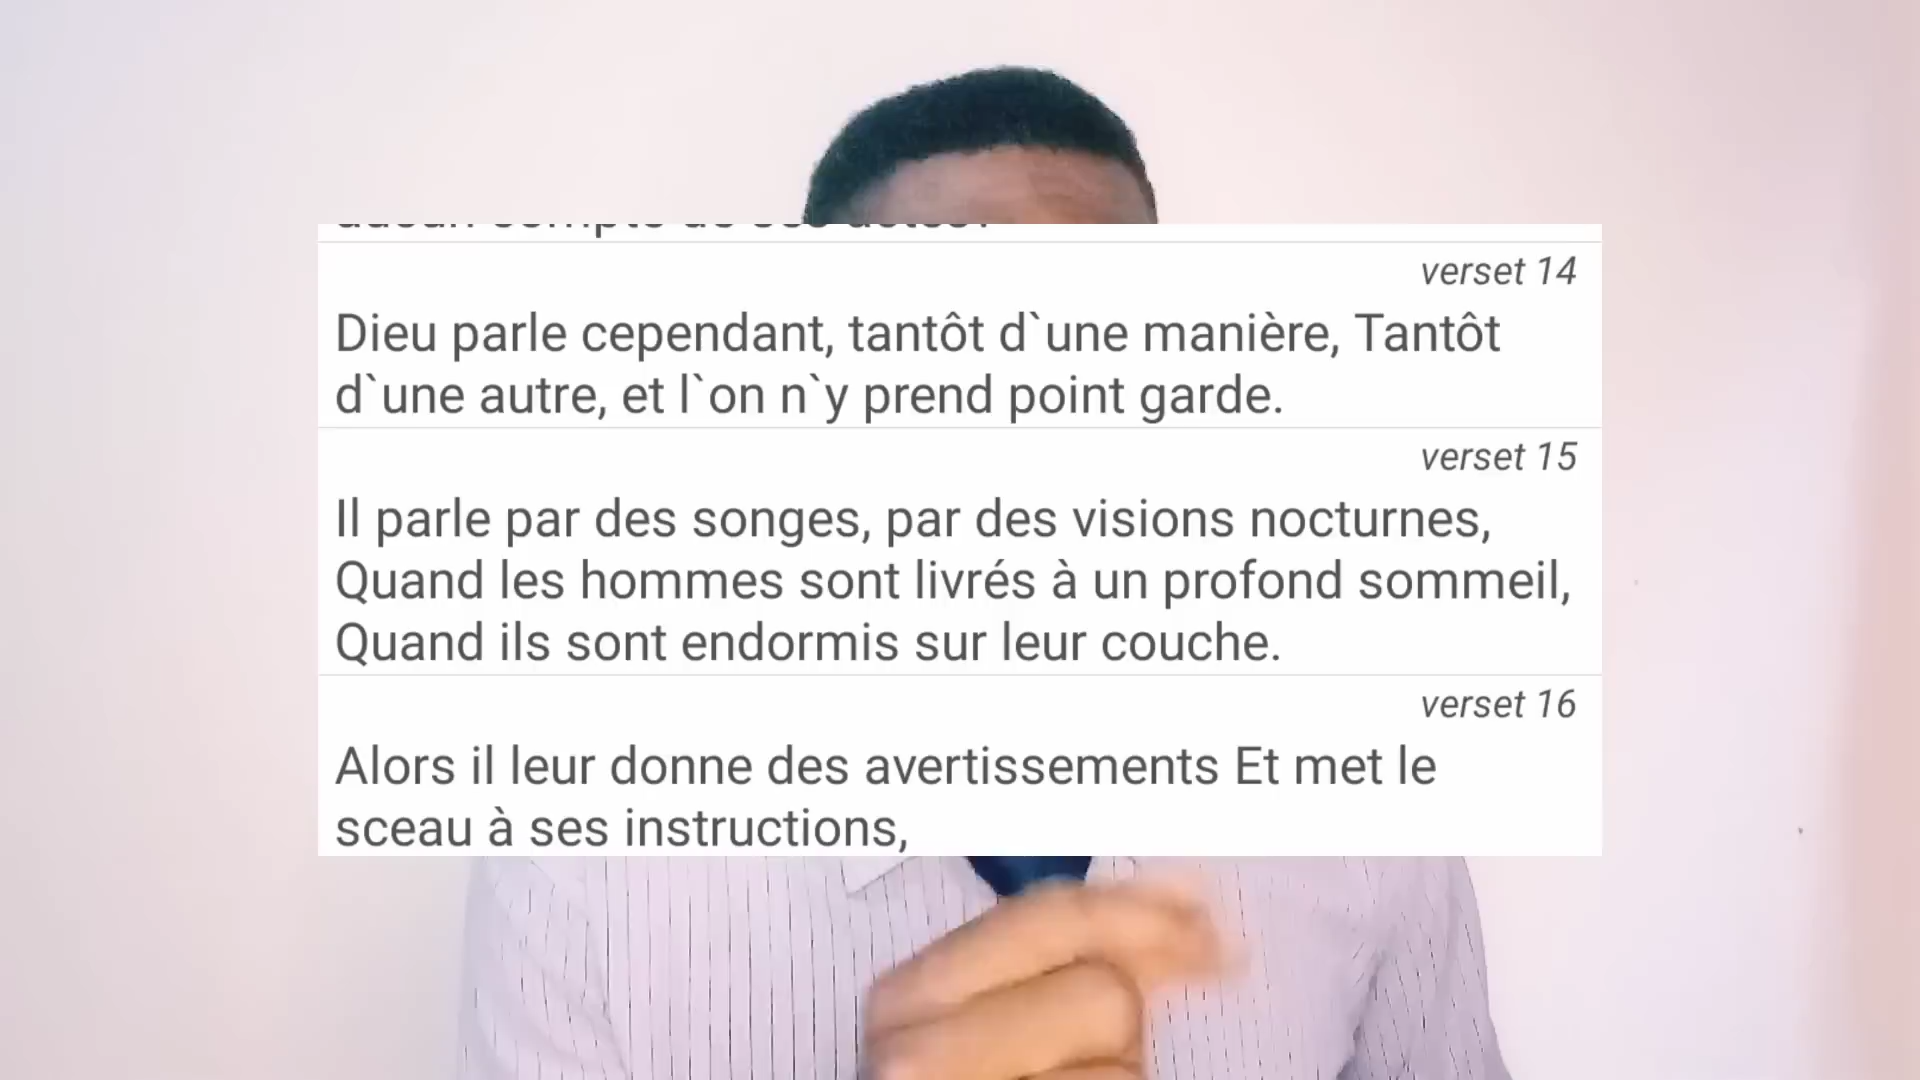 verset 14
Dieu parle cependant, tantôt d`une manière, Tantôt
d`une autre, et l`on n`y prend point garde.
verset 15
Il parle par des songes, par des visions nocturnes,
Quand les hommes sont livrés à un profond sommeil,
Quand ils sont endormis sur leur couche.
verset 16
Alors il leur donne des avertissements Et met le
sceau à ses instructions,